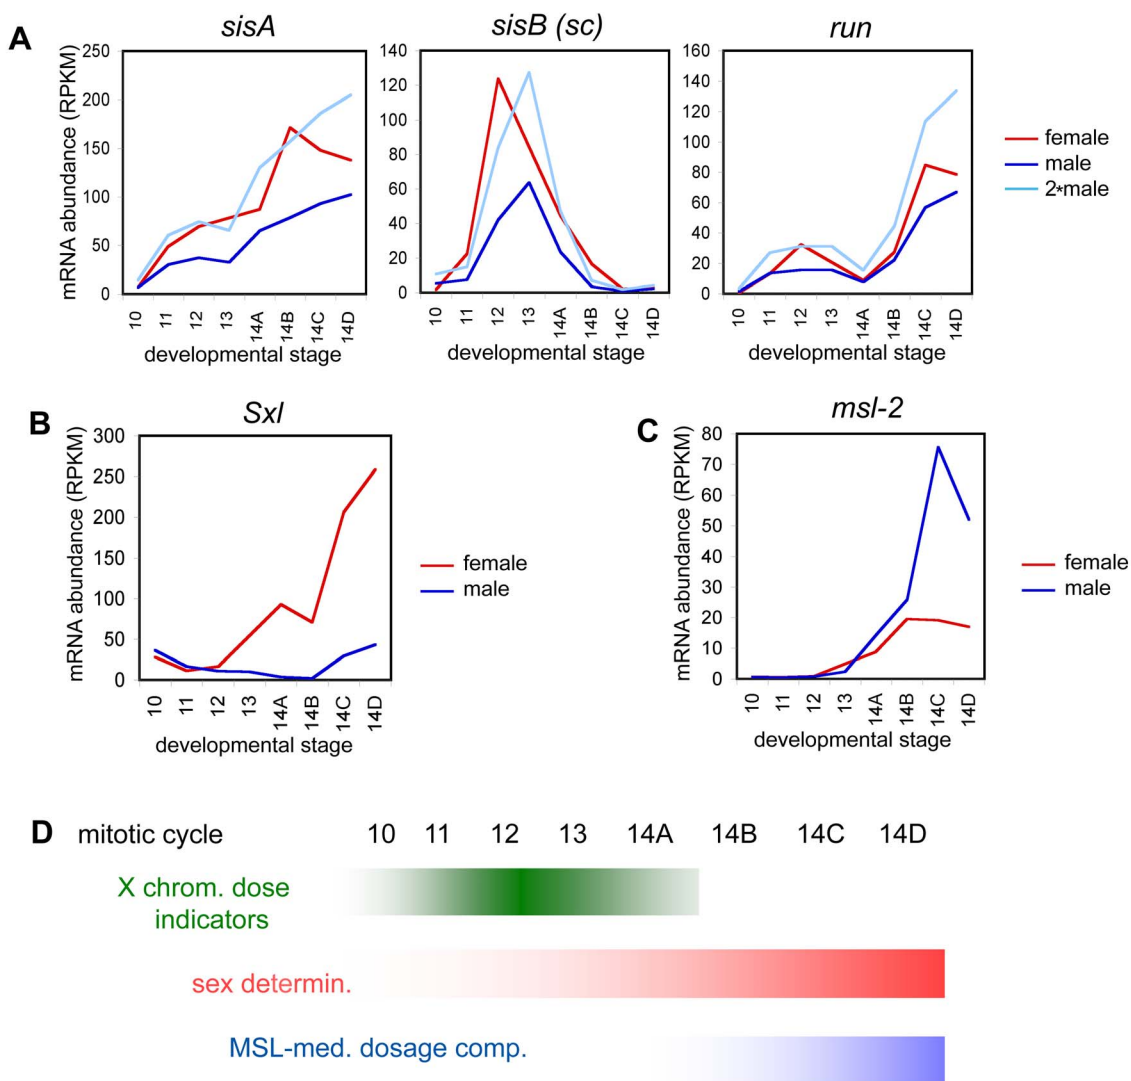 A
sisA
sisB (sc)
run
mRNA abundance (RPKM)
250
200
150
100
50
0
10 11 12 13 14A 14B 14C 14D
developmental stage
140
120
100
80
60
40
20
0
10 11 12 13 14A 14B 14C 14D
developmental stage
160
140
120
100
80
60
40
20
0
10 11 12 13 14A 14B 14C 14D
developmental stage
female
male
2*male
B
Sxl
mRNA abundance (RPKM)
300
250
200
150
100
50
0
10 11 12 13 14A 14B 14C 14D
developmental stage
female
male
C
msl-2
mRNA abundance (RPKM)
80
70
60
50
40
30
20
10
0
10 11 12 13 14A 14B 14C 14D
developmental stage
female
male
D
mitotic cycle 10 11 12 13 14A 14B 14C 14D
X chrom. dose
indicators
sex determin.
MSL-med. dosage comp.